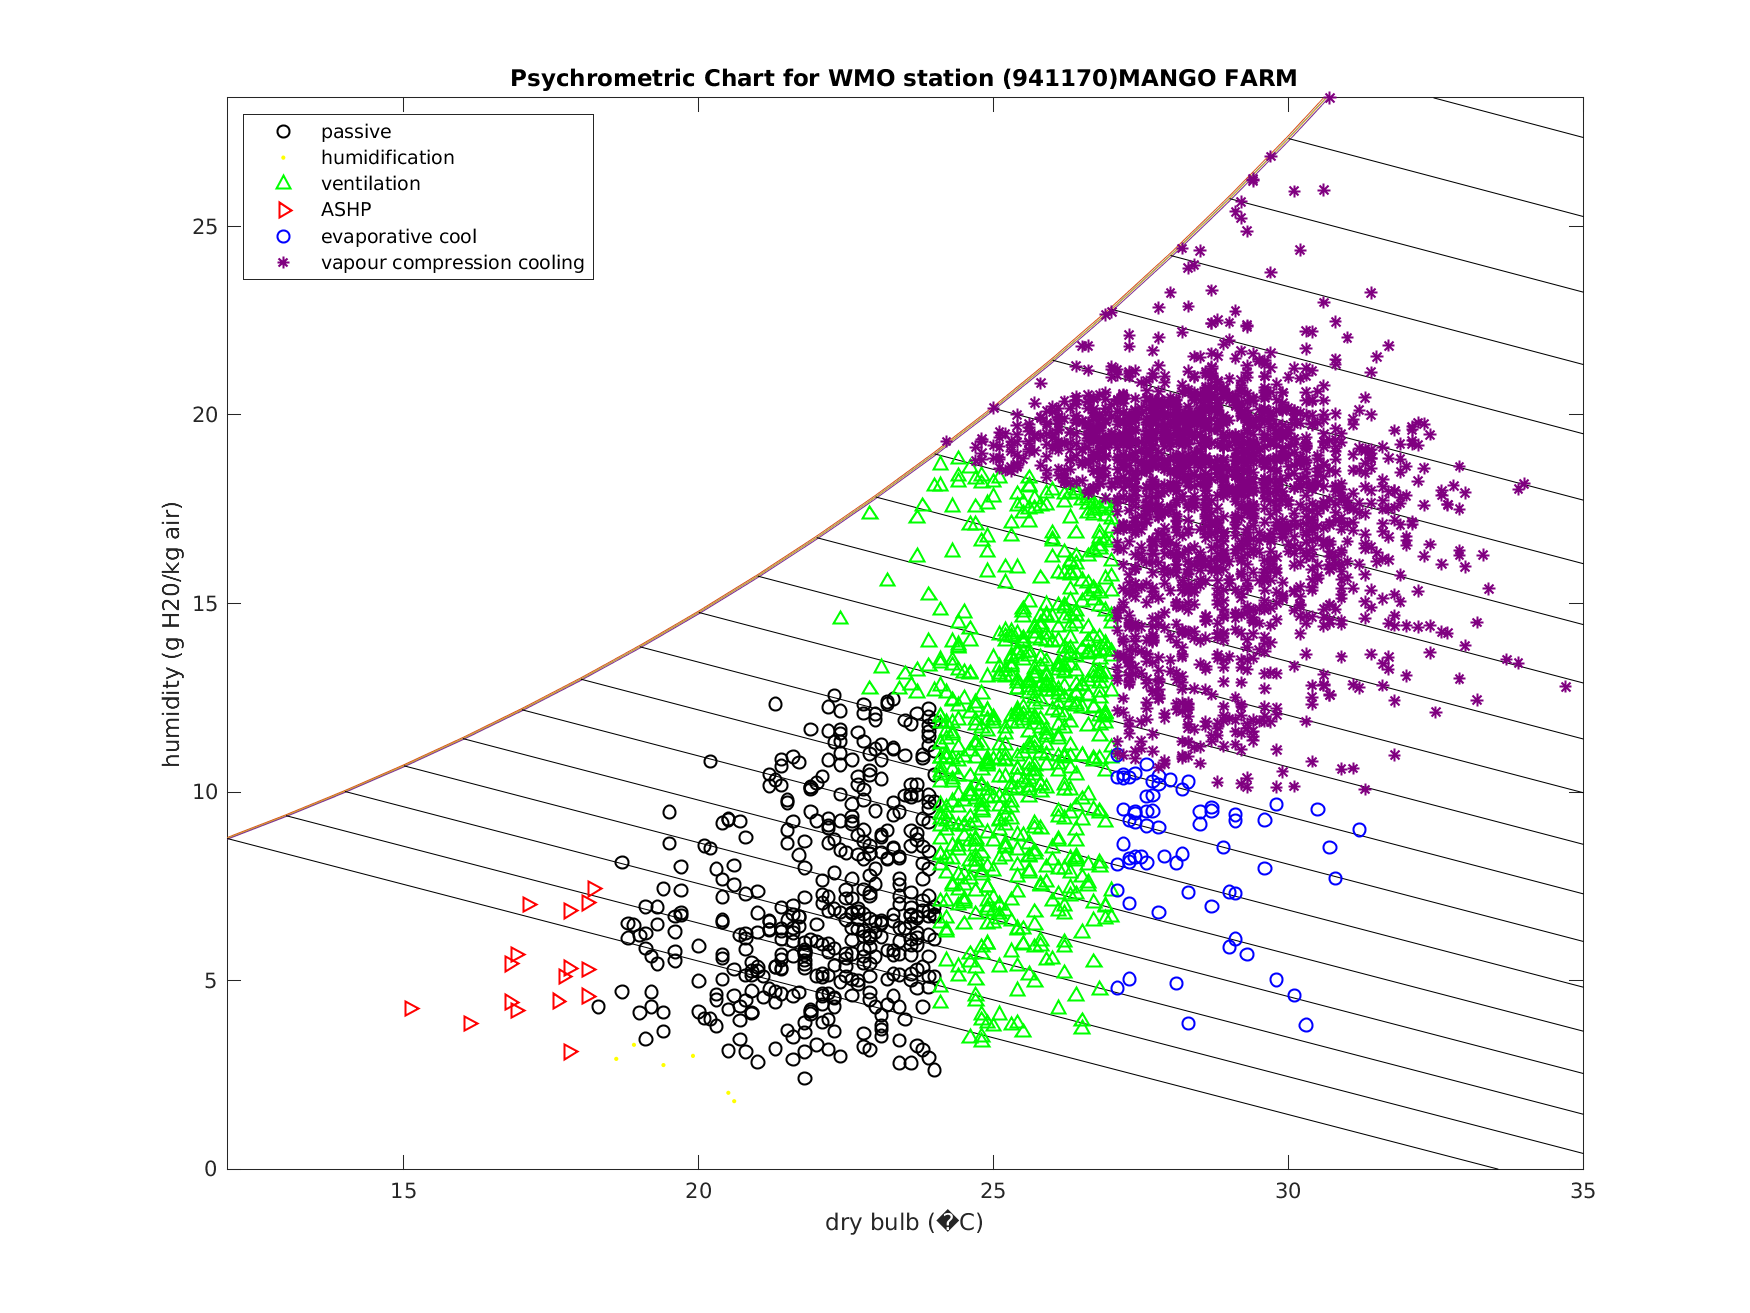 Psychrometric Chart for WMO station (941170)MANGO FARM
passive
humidification
ventilation
ASHP
evaporative cool
vapour compression cooling
humidity (g H20/kg air)
25
20
15
10
5
0
15
20
25
30
35
dry bulb (�C)